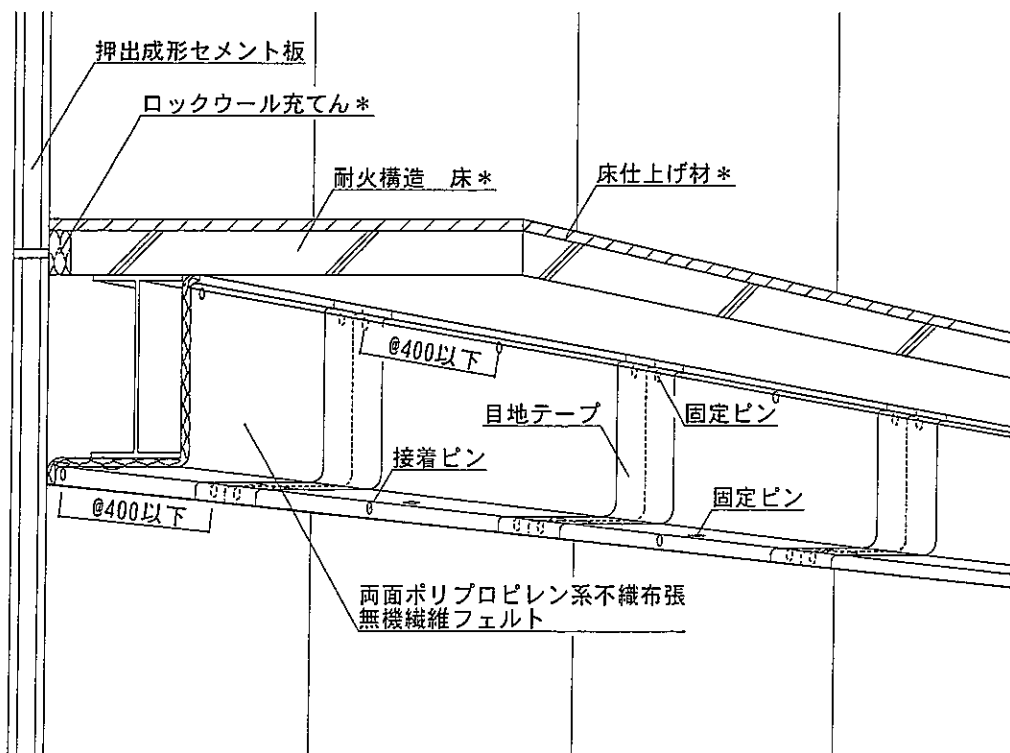 押出成形セメント板
ロックウール充てん＊
耐火構造　床＊
床仕上げ材＊
@400以下
固定ピン
目地テープ
接着ピン
固定ピン
@400以下
両面ポリプロピレン系不織布張
無機繊維フェルト